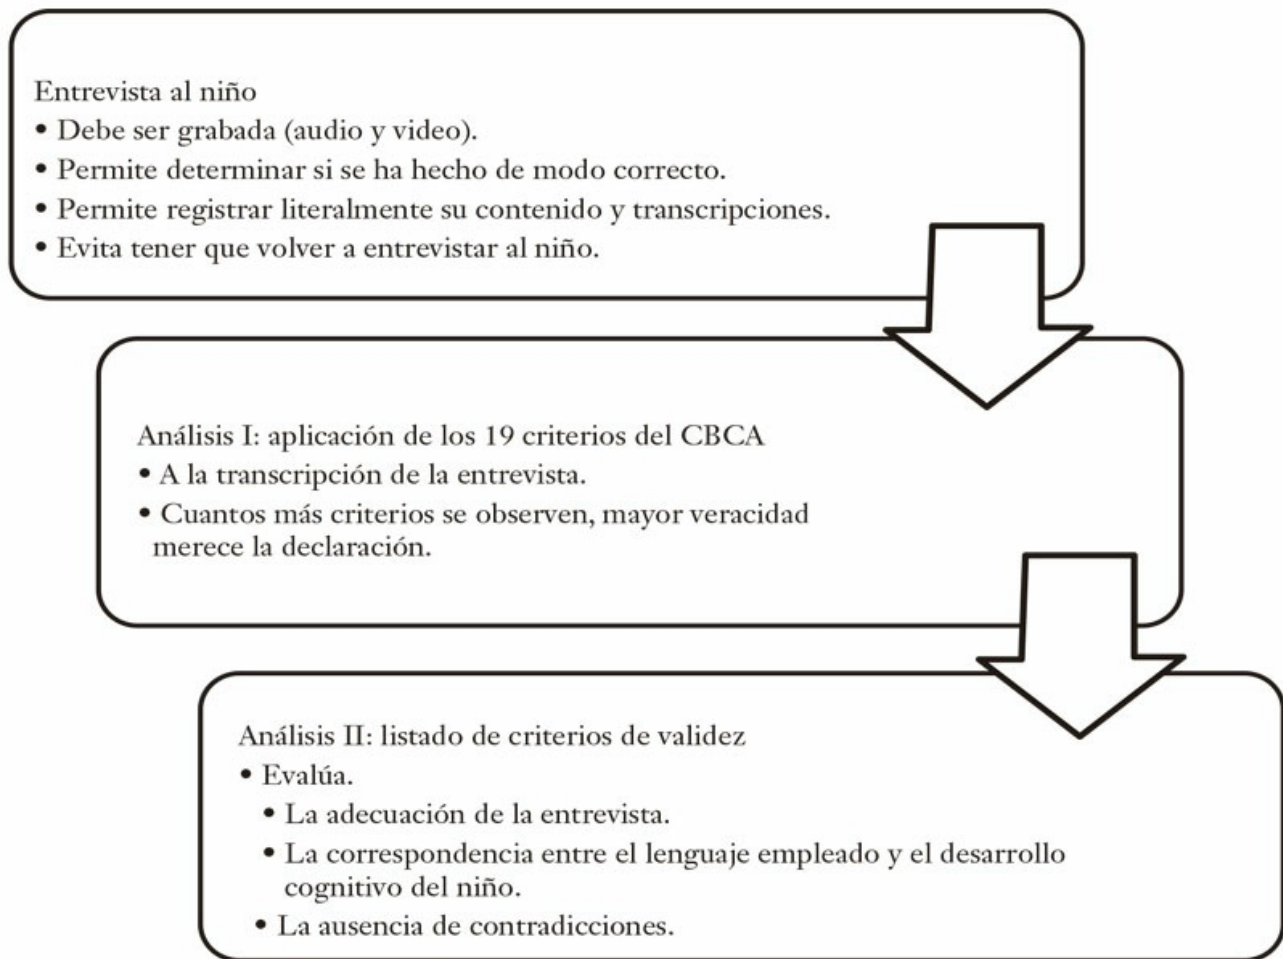 Entrevista al niño
• Debe ser grabada (audio y video).
• Permite determinar si se ha hecho de modo correcto.
• Permite registrar literalmente su contenido y transcripciones.
• Evita tener que volver a entrevistar al niño.
Análisis I: aplicación de los 19 criterios del CBCA
• A la transcripción de la entrevista.
• Cuantos más criterios se observen, mayor veracidad
merece la declaración.
Análisis II: listado de criterios de validez
• Evalúa.
• La adecuación de la entrevista.
• La correspondencia entre el lenguaje empleado y el desarrollo
cognitivo del niño.
• La ausencia de contradicciones.